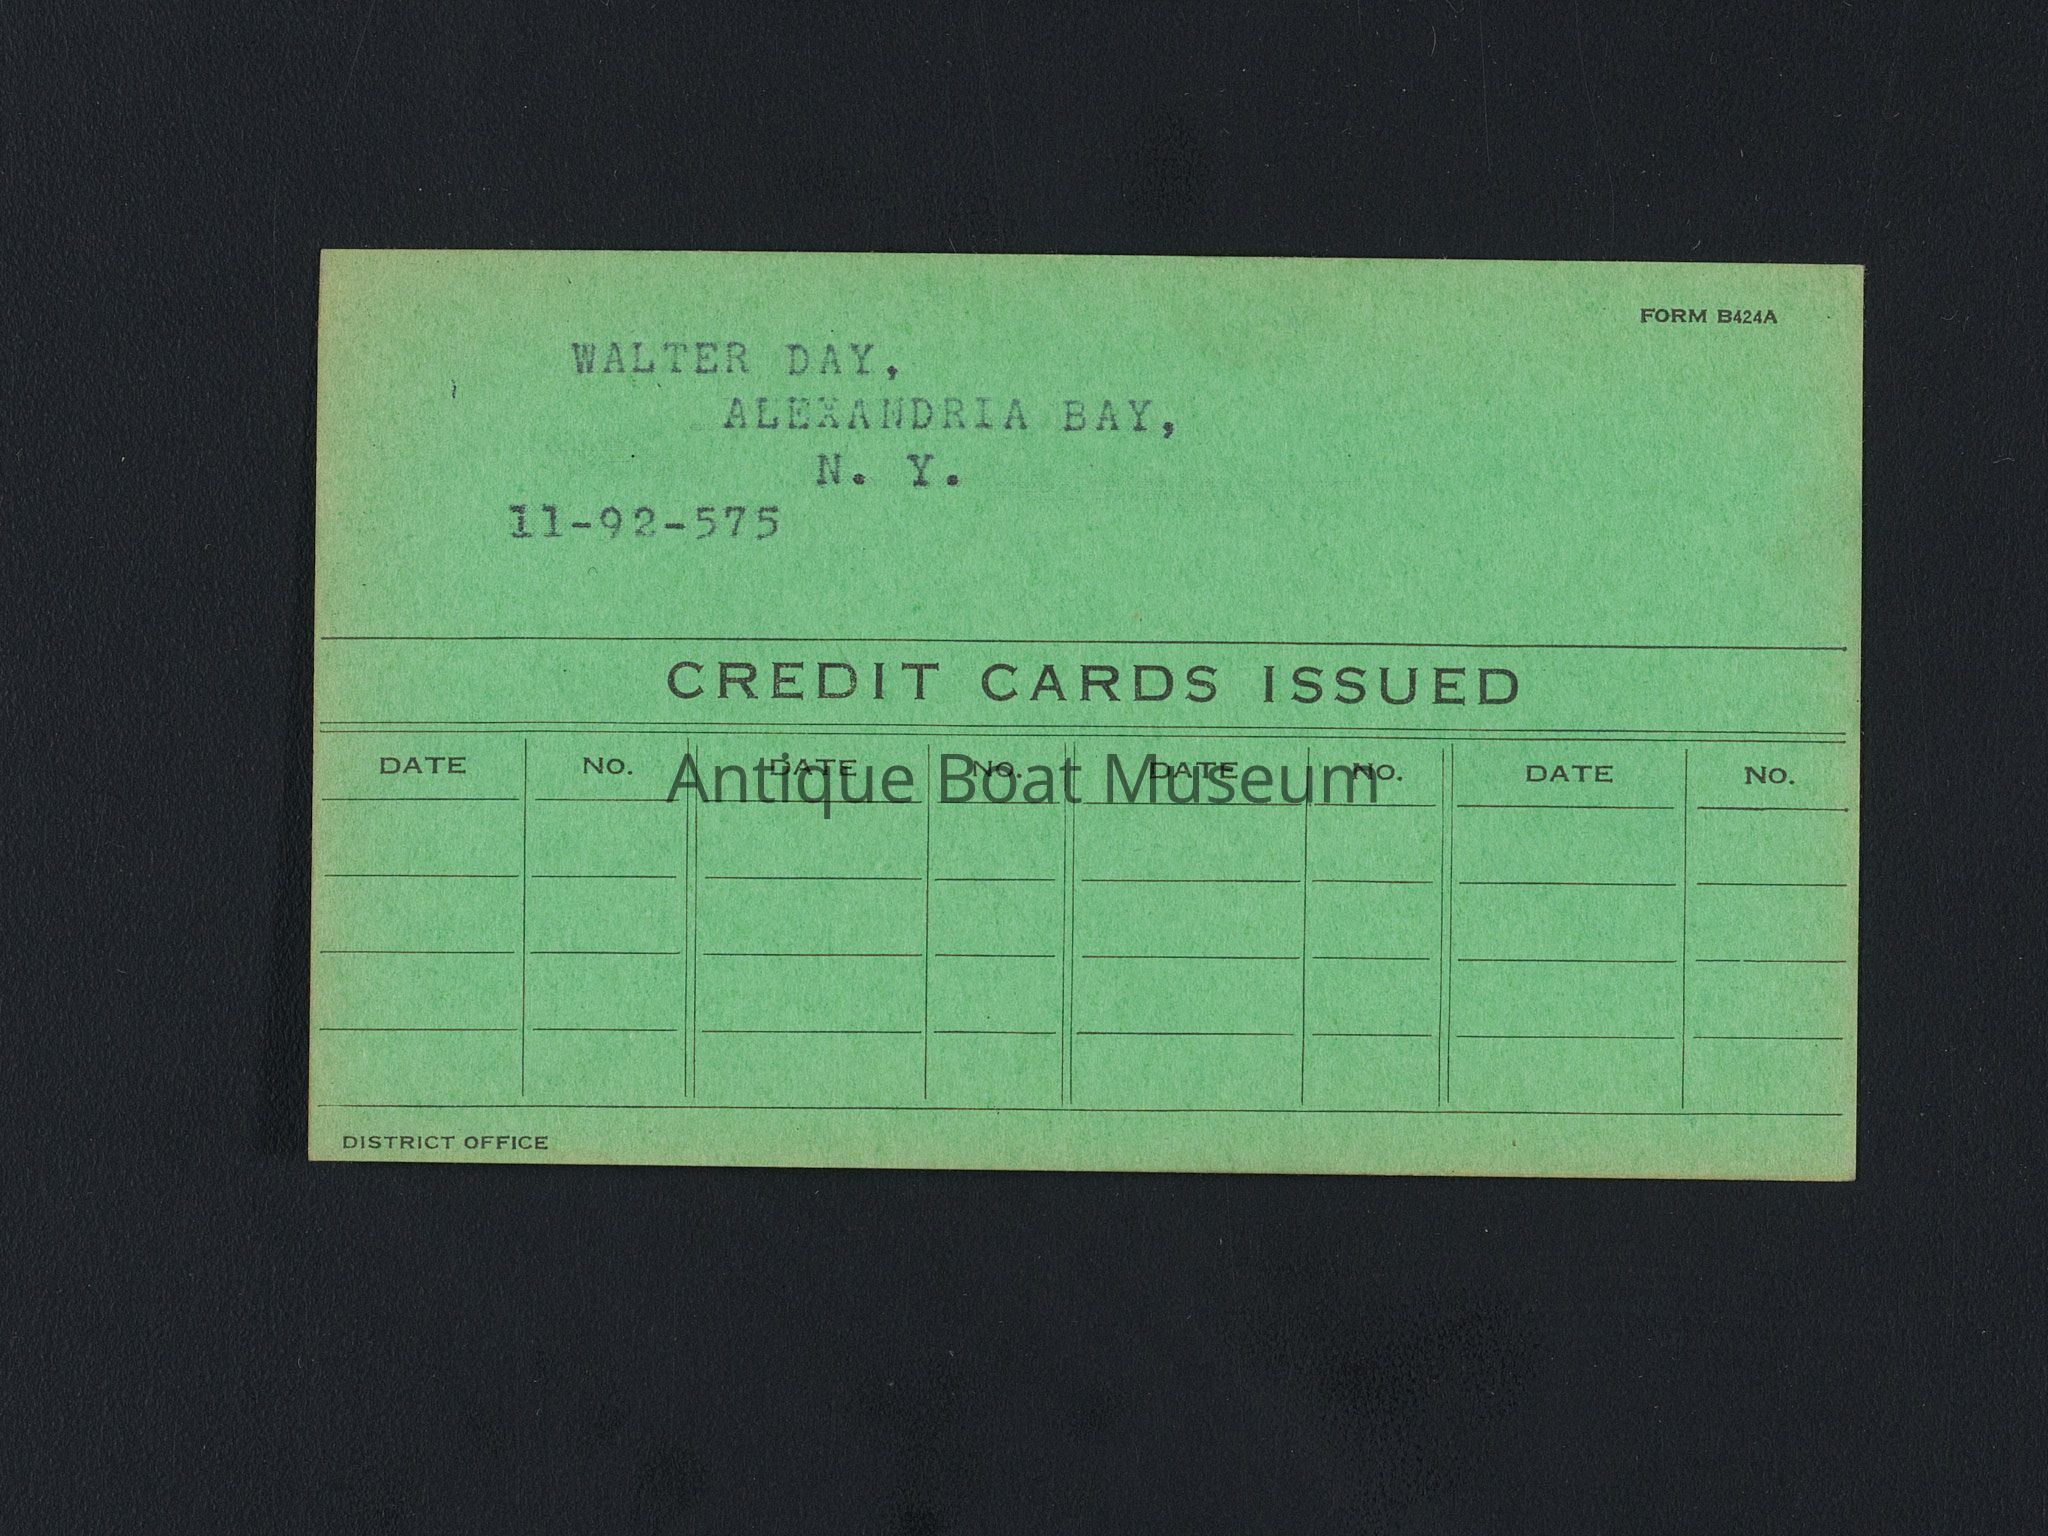 FORM B424A
WALTER DAY,
ALEXANDRIA BAY,
N. Y.
11-92-575
CREDIT CARDS ISSUED
DATE NO. DATE NO. DATE NO. DATE NO.
Antique Boat Museum
DISTRICT OFFICE